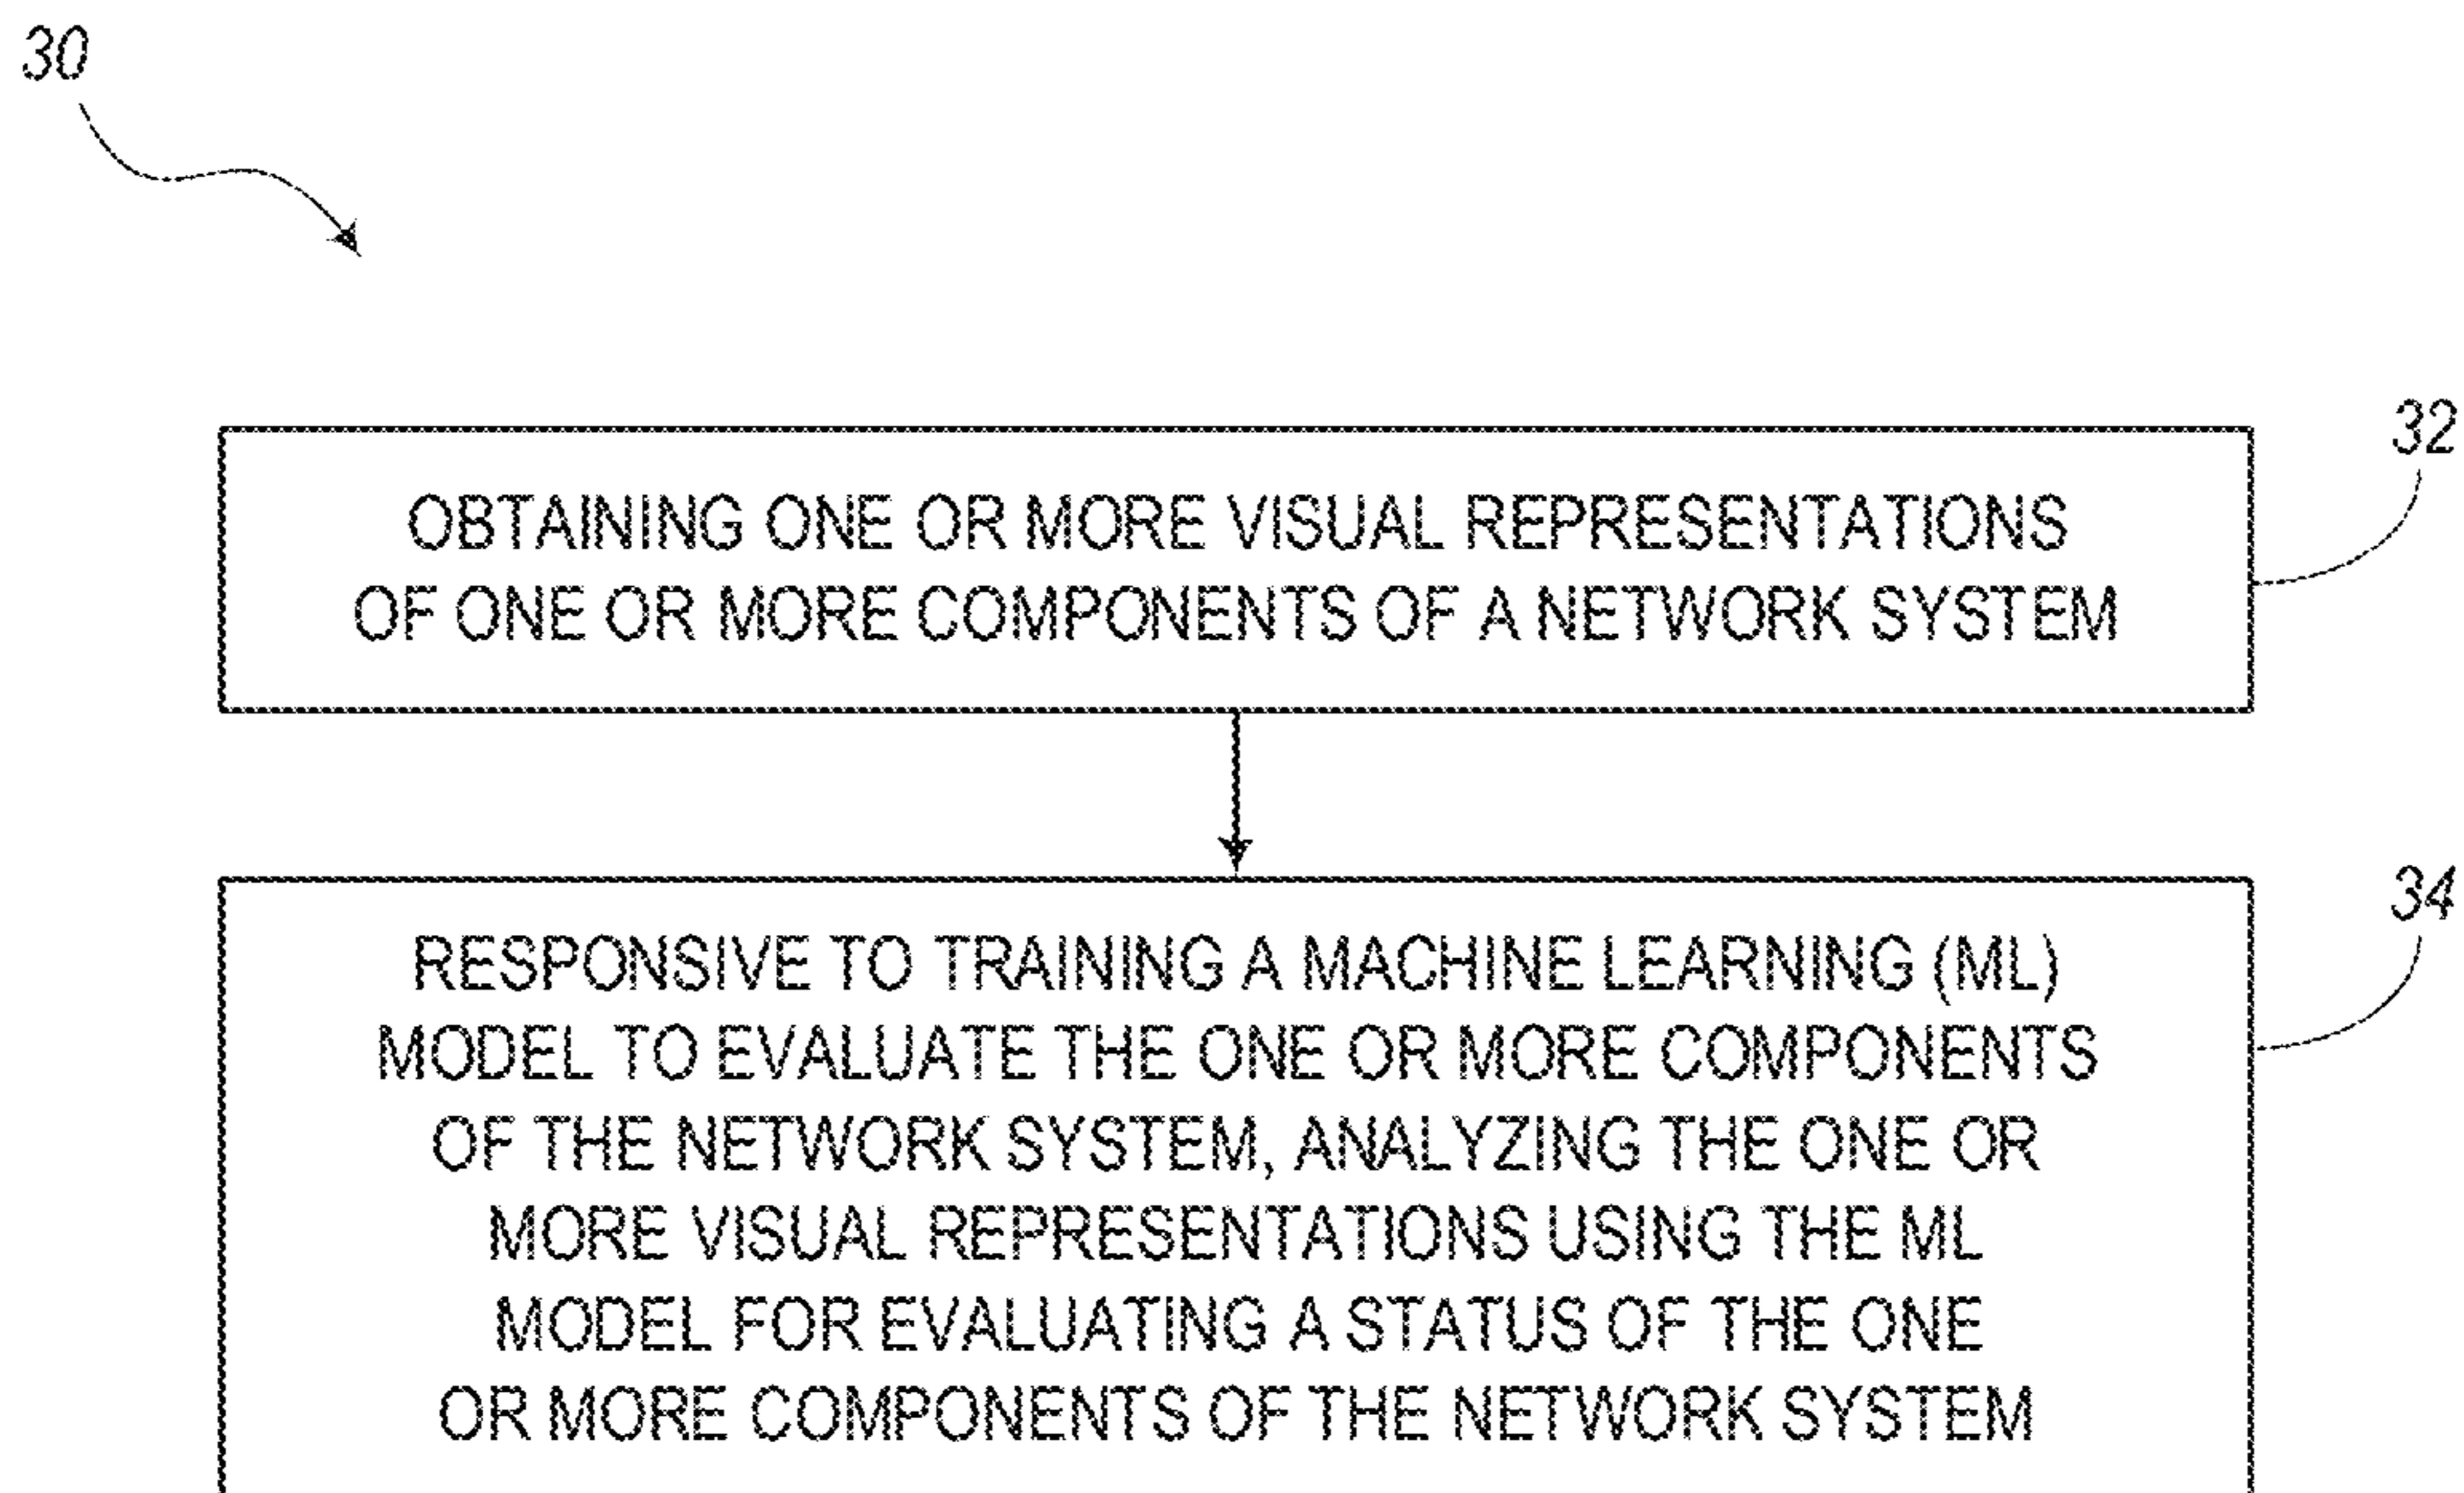 30
32
OBTAINING ONE OR MORE VISUAL REPRESENTATIONS
OF ONE OR MORE COMPONENTS OF A NETWORK SYSTEM
34
RESPONSIVE TO TRAINING A MACHINE LEARNING (ML)
MODEL TO EVALUATE THE ONE OR MORE COMPONENTS
OF THE NETWORK SYSTEM, ANALYZING THE ONE OR
MORE VISUAL REPRESENTATIONS USING THE ML
MODEL FOR EVALUATING A STATUS OF THE ONE
OR MORE COMPONENTS OF THE NETWORK SYSTEM